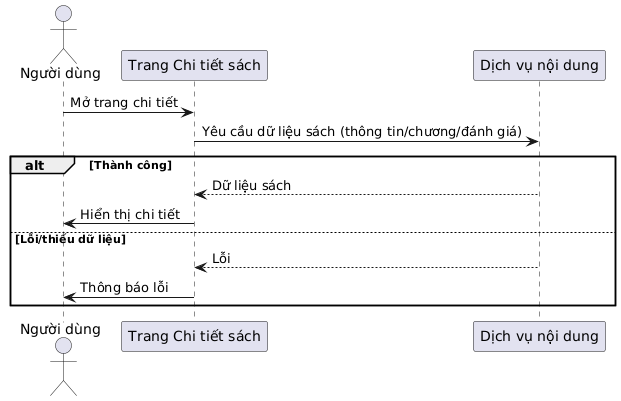 Người dùng
Trang Chi tiết sách
Dịch vụ nội dung
Mở trang chi tiết
Yêu cầu dữ liệu sách (thông tin/chương/đánh giá)
alt [Thành công]
Dữ liệu sách
Hiển thị chi tiết
[Lỗi/thiếu dữ liệu]
Lỗi
Thông báo lỗi
Người dùng
Trang Chi tiết sách
Dịch vụ nội dung